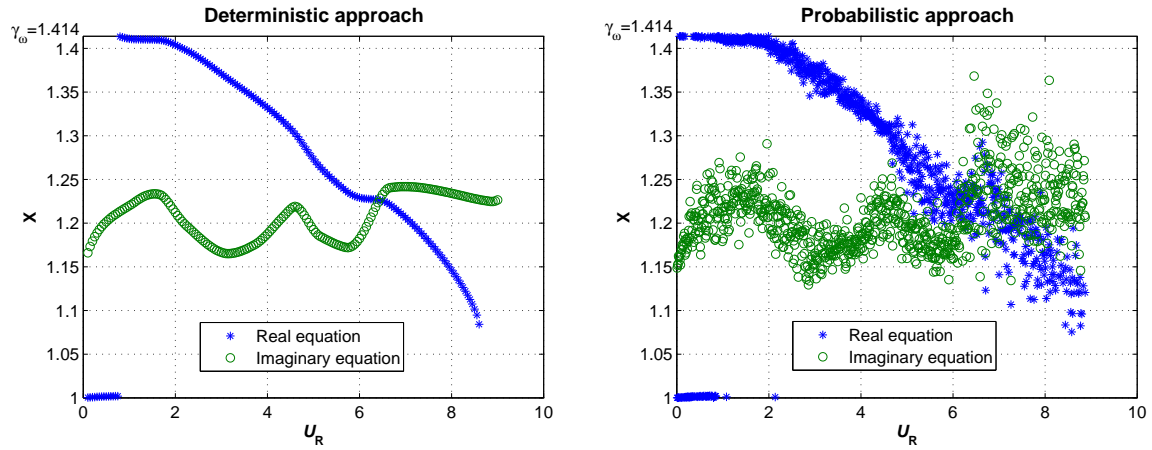 Deterministic approach
γω=1.414
1.4
1.35
1.3
1.25
1.2
1.15
1.1
1.05
1
X
0 2 4 6 8 10
UR
Real equation
Imaginary equation
Probabilistic approach
γω=1.414
1.4
1.35
1.3
1.25
1.2
1.15
1.1
1.05
1
X
0 2 4 6 8 10
UR
Real equation
Imaginary equation